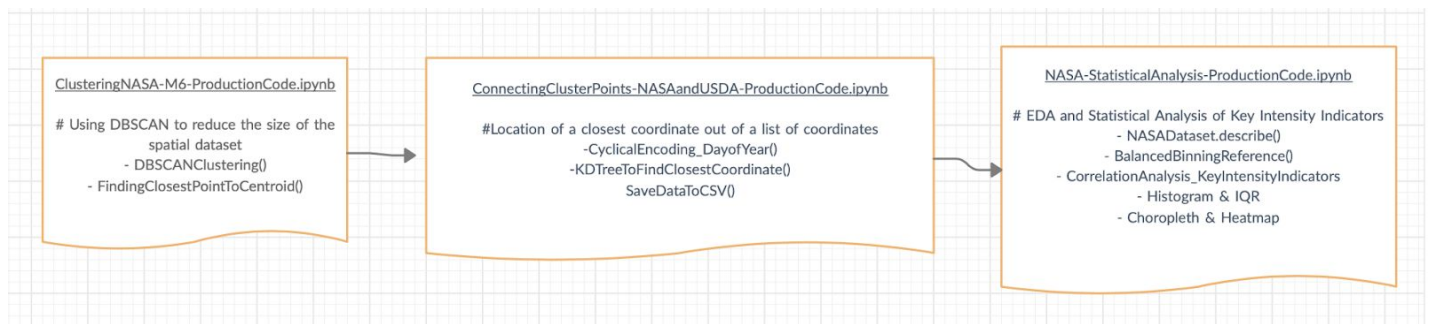 ClusteringNASA-M6-ProductionCode.ipynb
# Using DBSCAN to reduce the size of the
spatial dataset
- DBSCANClustering()
- FindingClosestPointToCentroid()
ConnectingClusterPoints-NASAandUSDA-ProductionCode.ipynb
#Location of a closest coordinate out of a list of coordinates
-CyclicalEncoding_DayofYear()
-KDTreeToFindClosestCoordinate()
SaveDataToCSV()
NASA-StatisticalAnalysis-ProductionCode.ipynb
# EDA and Statistical Analysis of Key Intensity Indicators
- NASADataset.describe()
- BalancedBinningReference()
- CorrelationAnalysis_KeyIntensityIndicators
- Histogram & IQR
- Choropleth & Heatmap